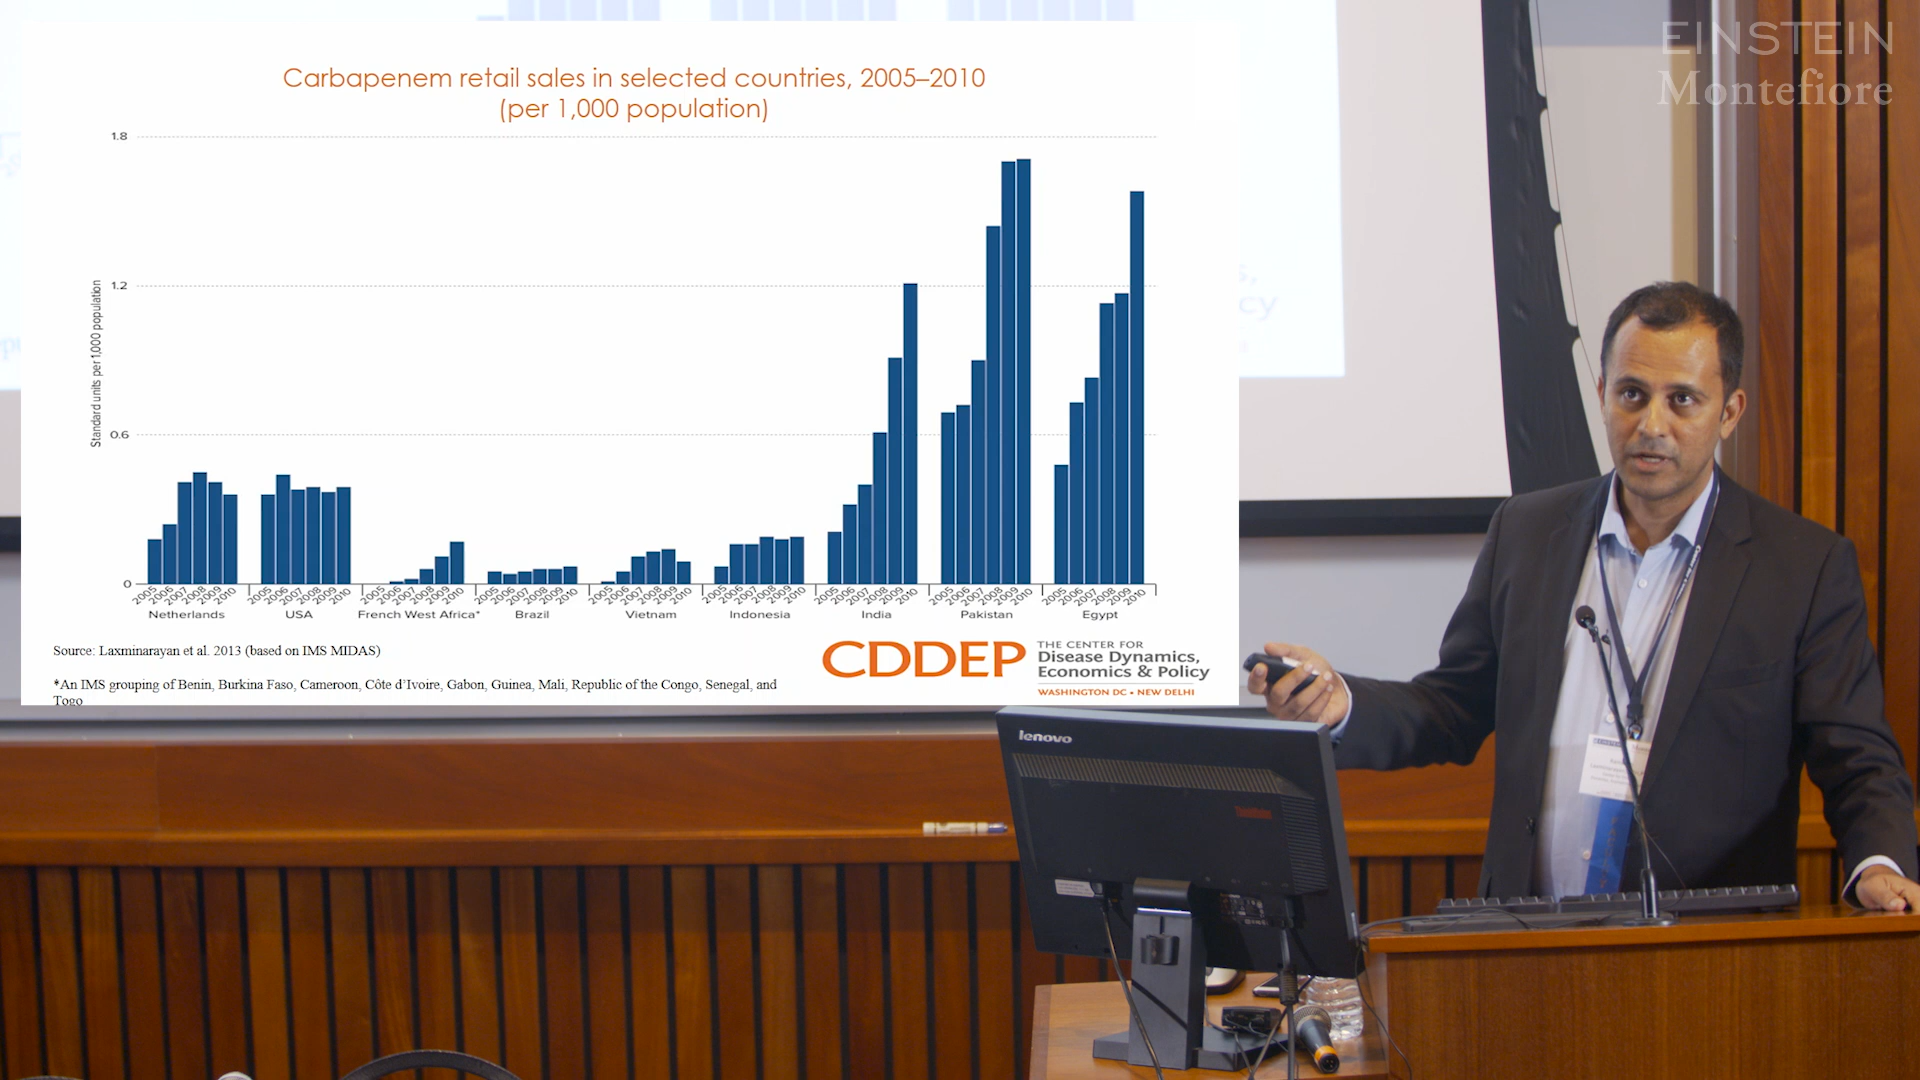 EINSTEIN
Montefiore
Carbapenem retail sales in selected countries, 2005–2010
(per 1,000 population)
Standard units per 1,000 population
1.8
1.2
0.6
0
2005 2006 2007 2008 2009 2010
2005 2006 2007 2008 2009 2010
2005 2006 2007 2008 2009 2010
2005 2006 2007 2008 2009 2010
2005 2006 2007 2008 2009 2010
2005 2006 2007 2008 2009 2010
2005 2006 2007 2008 2009 2010
2005 2006 2007 2008 2009 2010
2005 2006 2007 2008 2009 2010
Netherlands USA French West Africa* Brazil Vietnam Indonesia India Pakistan Egypt
Source: Laxminarayan et al. 2013 (based on IMS MIDAS)
*An IMS grouping of Benin, Burkina Faso, Cameroon, Côte d'Ivoire, Gabon, Guinea, Mali, Republic of the Congo, Senegal, and
Togo
CDDEP
THE CENTER FOR
Disease Dynamics,
Economics & Policy
WASHINGTON DC • NEW DELHI
lenovo